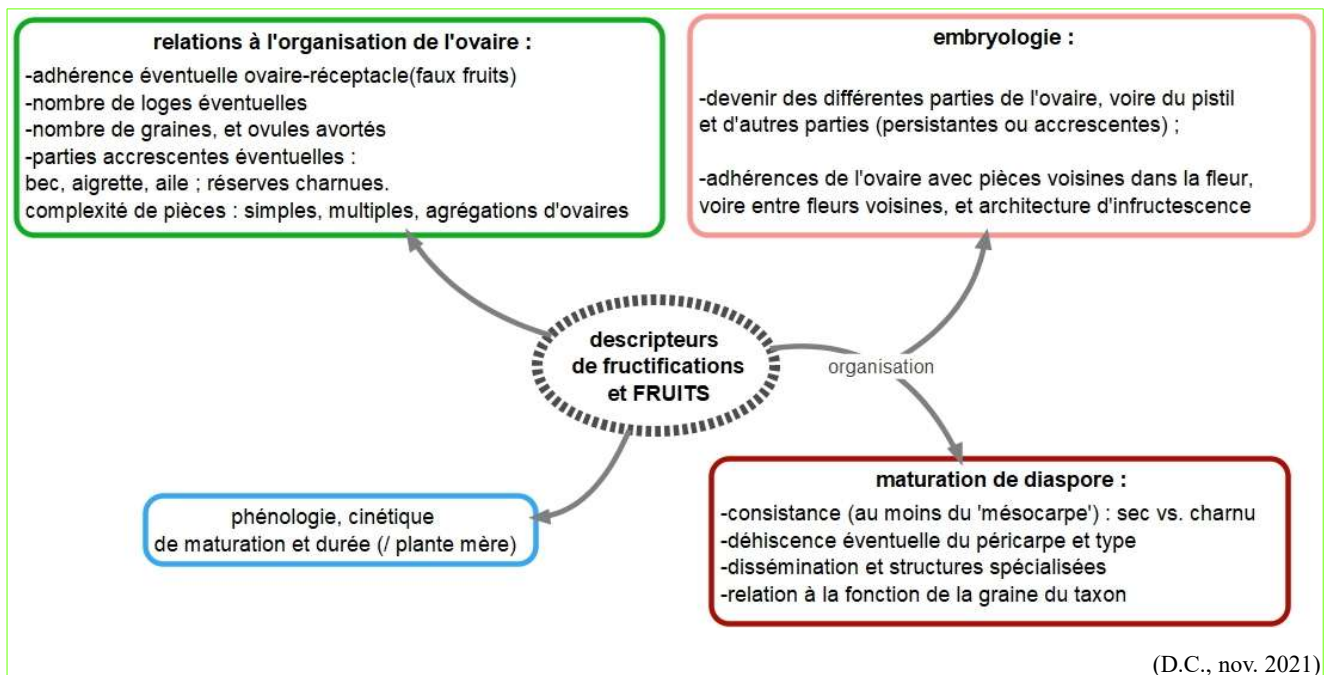 relations à l'organisation de l'ovaire :
-adhérence éventuelle ovaire-réceptacle(faux fruits)
-nombre de loges éventuelles
-nombre de graines, et ovules avortés
-parties accrescentes éventuelles :
bec, aigrette, aile ; réserves charnues.
complexité de pièces : simples, multiples, agrégations d'ovaires
embryologie :
-devenir des différentes parties de l'ovaire, voire du pistil
et d'autres parties (persistantes ou accrescentes) ;
-adhérences de l'ovaire avec pièces voisines dans la fleur,
voire entre fleurs voisines, et architecture d'infructescence
descripteurs
de fructifications
et FRUITS
organisation
phénologie, cinétique
de maturation et durée (/ plante mère)
maturation de diaspore :
-consistance (au moins du 'mésocarpe') : sec vs. charnu
-déhiscence éventuelle du péricarpe et type
-dissémination et structures spécialisées
-relation à la fonction de la graine du taxon
(D.C., nov. 2021)